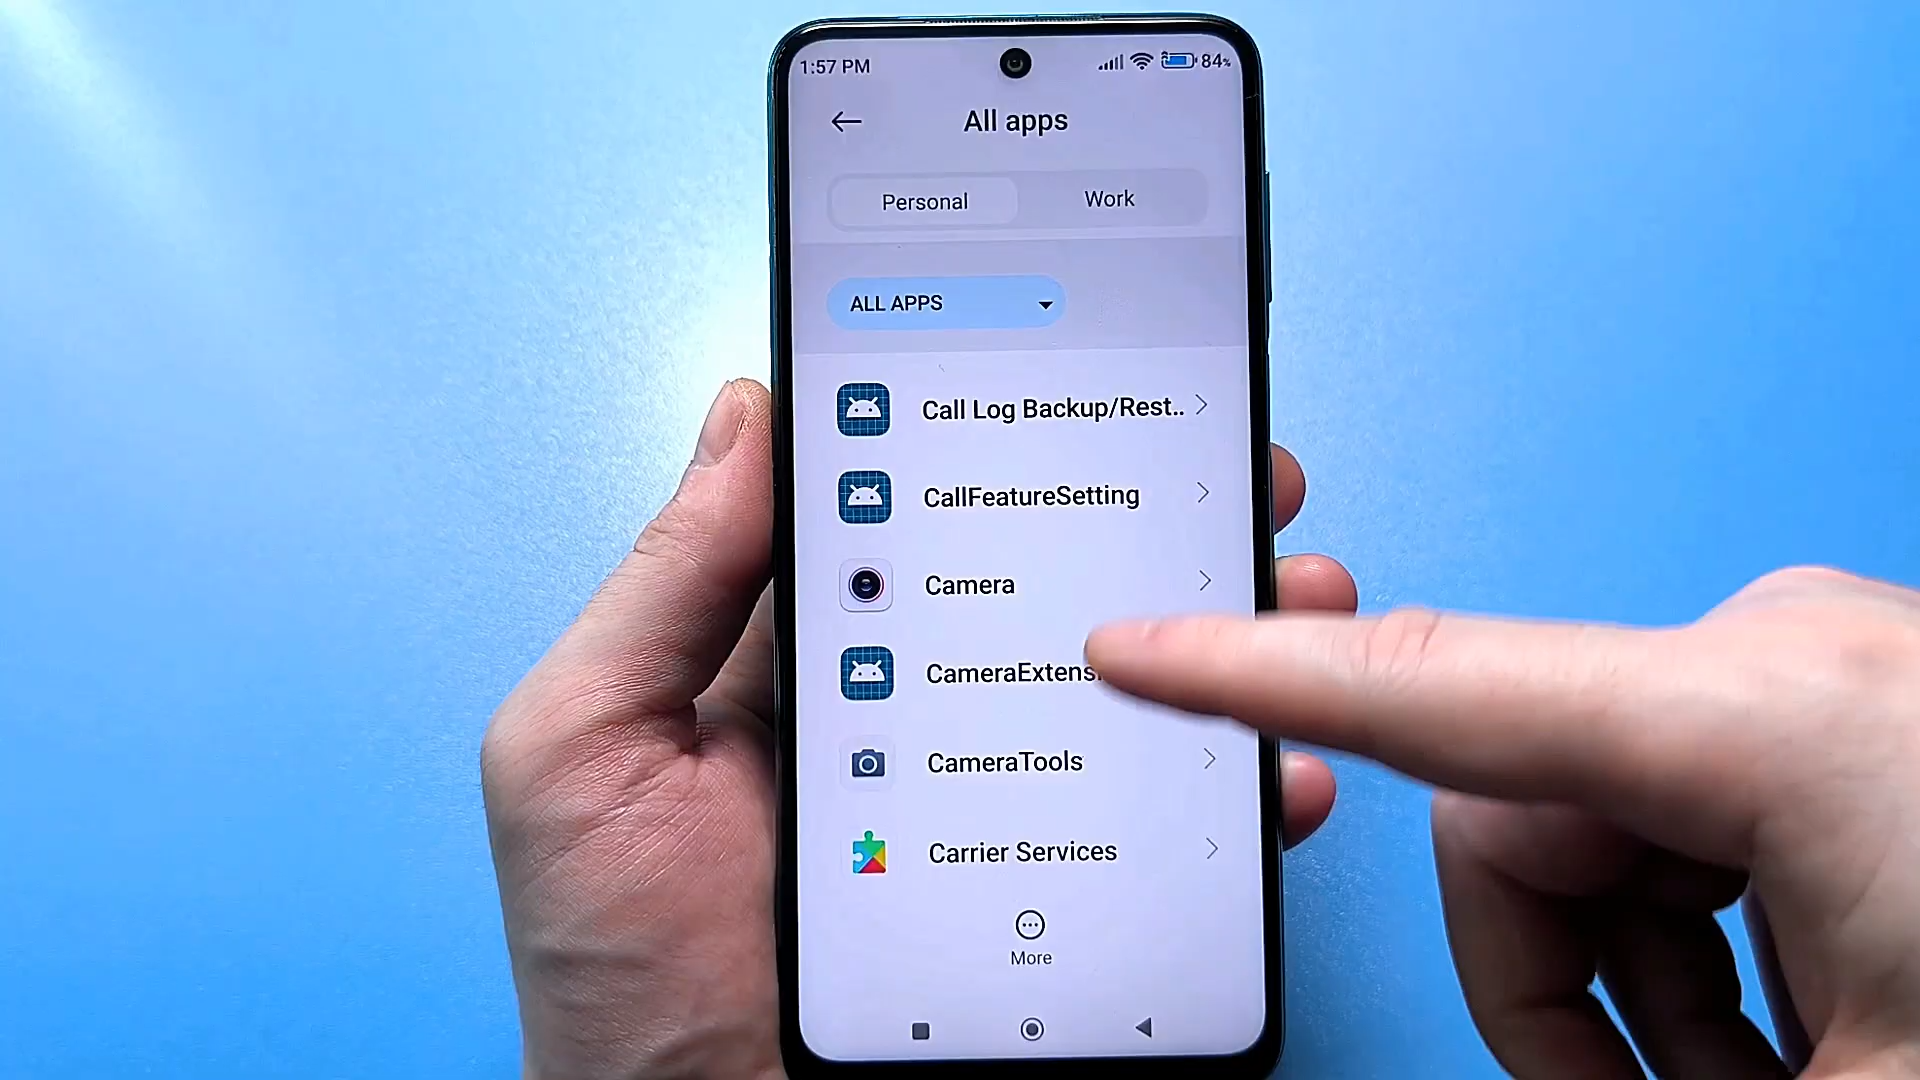 1:57 PM
84%
All apps
Personal
Work
ALL APPS
Call Log Backup/Rest..
CallFeatureSetting
Camera
CameraExtensi
CameraTools
Carrier Services
More